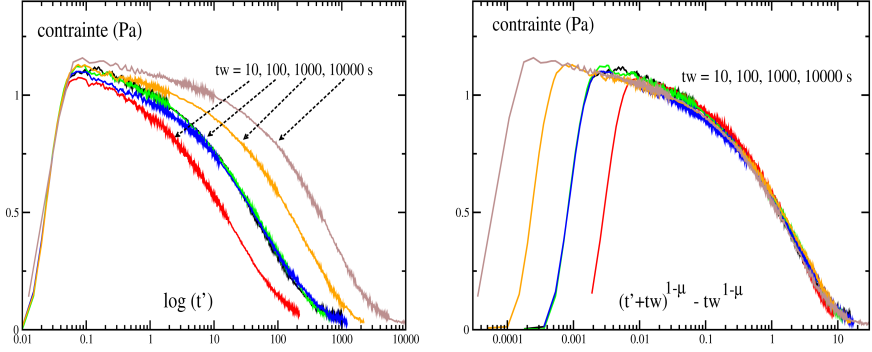 contrainte (Pa)
tw = 10, 100, 1000, 10000 s
1
0.5
0
log (t')
0.01 0.1 1 10 100 1000 10000
contrainte (Pa)
tw = 10, 100, 1000, 10000 s
1
0.5
0
(t'+tw)^1-μ - tw^1-μ
0.0001 0.001 0.01 0.1 1 10